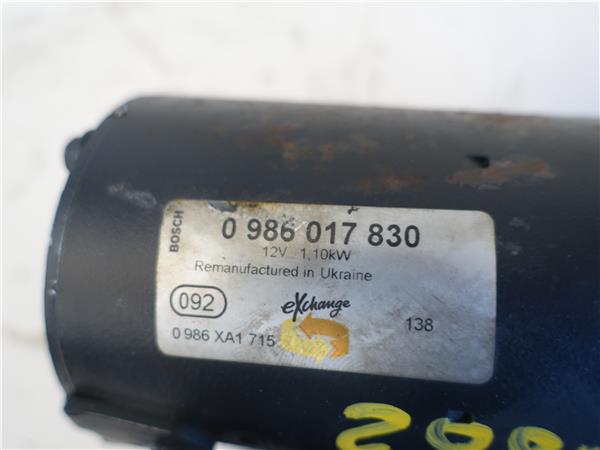 BOSCH
0 986 017 830
12V 1,10kW
Remanufactured in Ukraine
092
eXchange
138
0 986 XA1 715